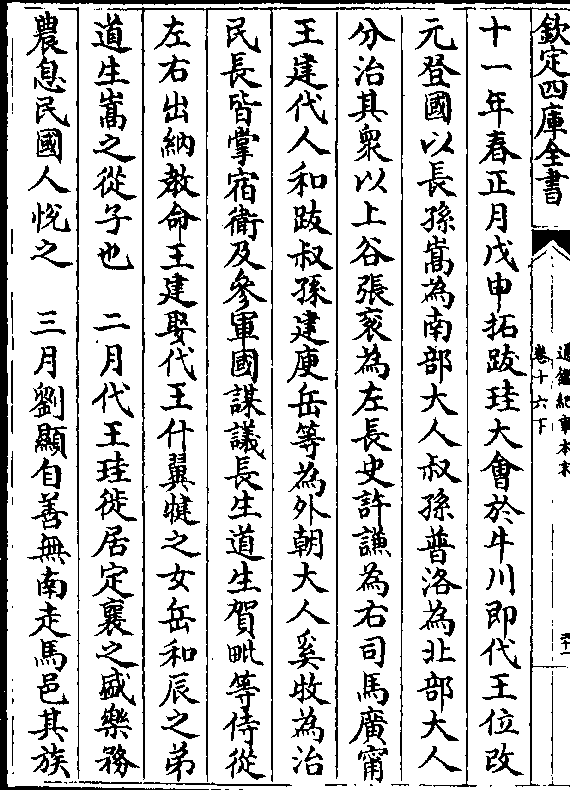 欽定四庫全書
通鑑紀事本末
卷十六下
十一年春正月戊申拓跋珪大會於牛川即代王位改
元登國以長孫嵩為南部大人叔孫普洛為北部大人
分治其衆以上谷張袞為左長史許謙為右司馬廣甯
王建代人和跋叔孫建庾岳等為外朝大人奚牧為治
民長皆掌宿衛及參軍國謀議長生道生賀毗等侍從
左右出納教命王建娶代王什翼犍之女岳和辰之弟
道生嵩之從子也　二月代王珪徙居定襄之盛樂務
農息民國人悅之　三月劉顯自善無南走馬邑其族